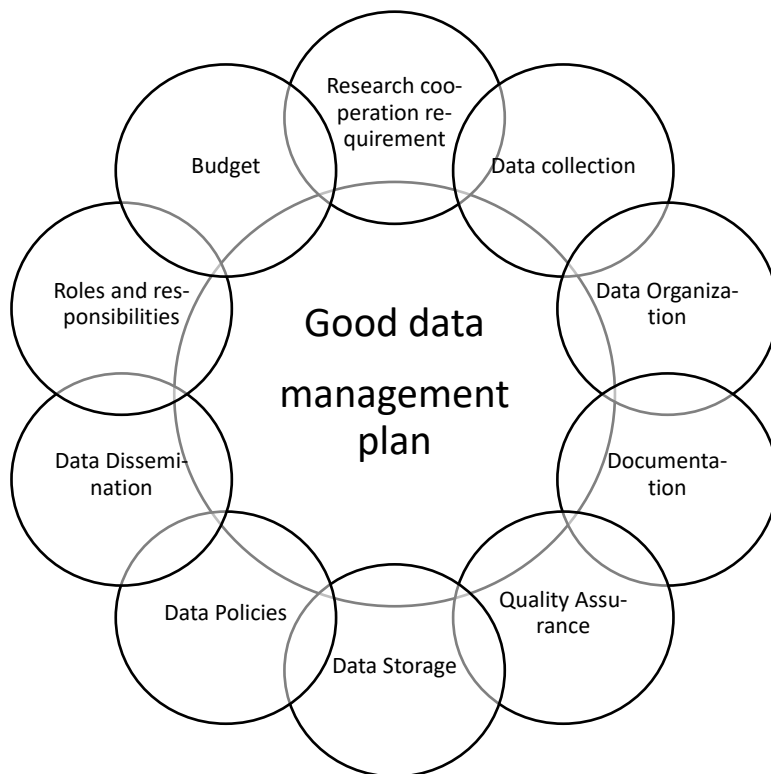 Research coo-
peration re-
quirement
Data collection
Data Organiza-
tion
Documenta-
tion
Quality Assu-
rance
Data Storage
Data Policies
Data Dissemi-
nation
Roles and res-
ponsibilities
Budget
Good data
management
plan